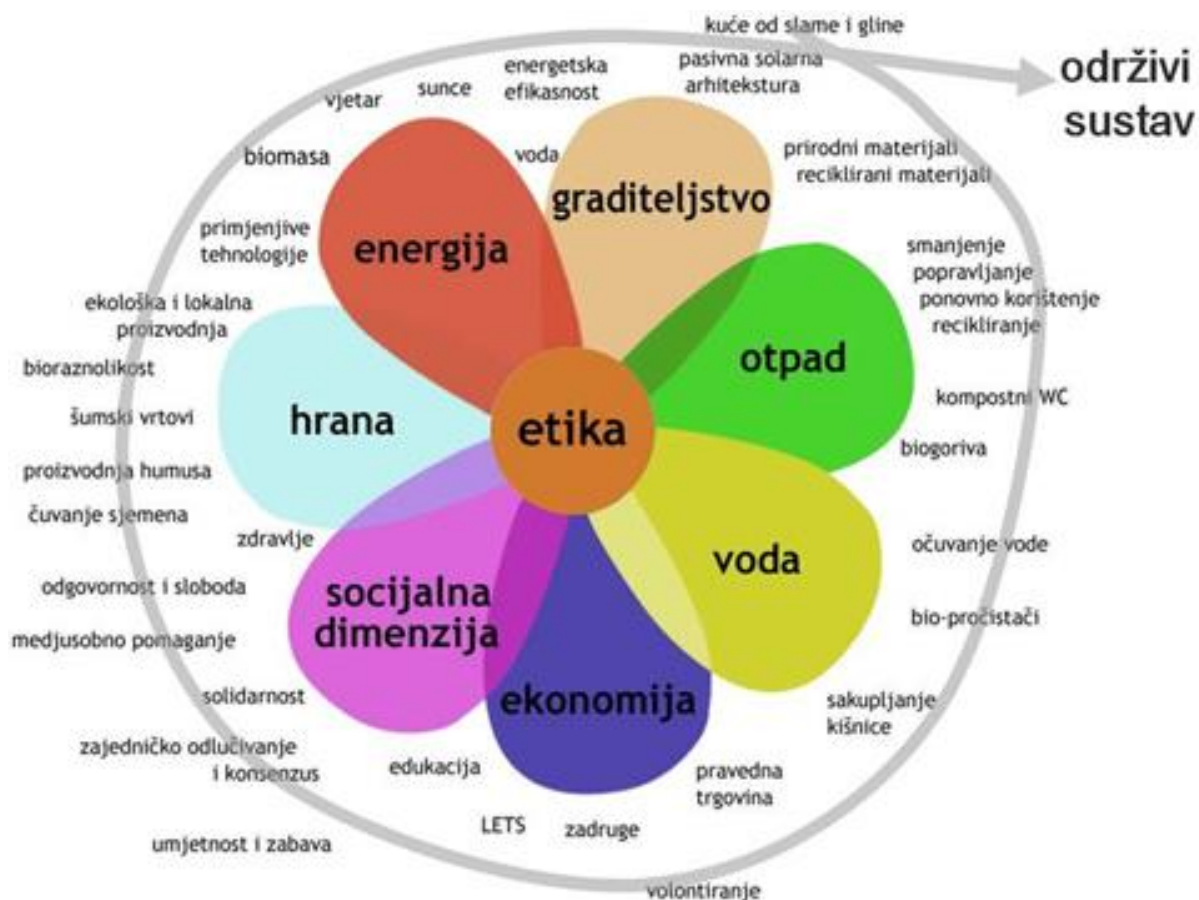 kuće od slame i gline
održivi
sustav
energetska
efikasnost
pasivna solarna
arhitektura
vjetar
sunce
biomasa
voda
prirodni materijali
reciklirani materijali
graditeljstvo
primjenjive
tehnologije
energija
smanjenje
popravljanje
ponovno korištenje
recikliranje
ekološka i lokalna
proizvodnja
otpad
bioraznolikost
kompostni WC
šumski vrtovi
hrana
etika
biogoriva
proizvodnja humusa
čuvanje sjemena
zdravlje
očuvanje vode
voda
odgovornost i sloboda
socijalna
dimenzija
bio-pročistači
medjusobno pomaganje
solidarnost
ekonomija
sakupljanje
kišnice
zajedničko odlučivanje
i konsenzus
edukacija
pravedna
trgovina
LETS
zadruge
umjetnost i zabava
volontiranje